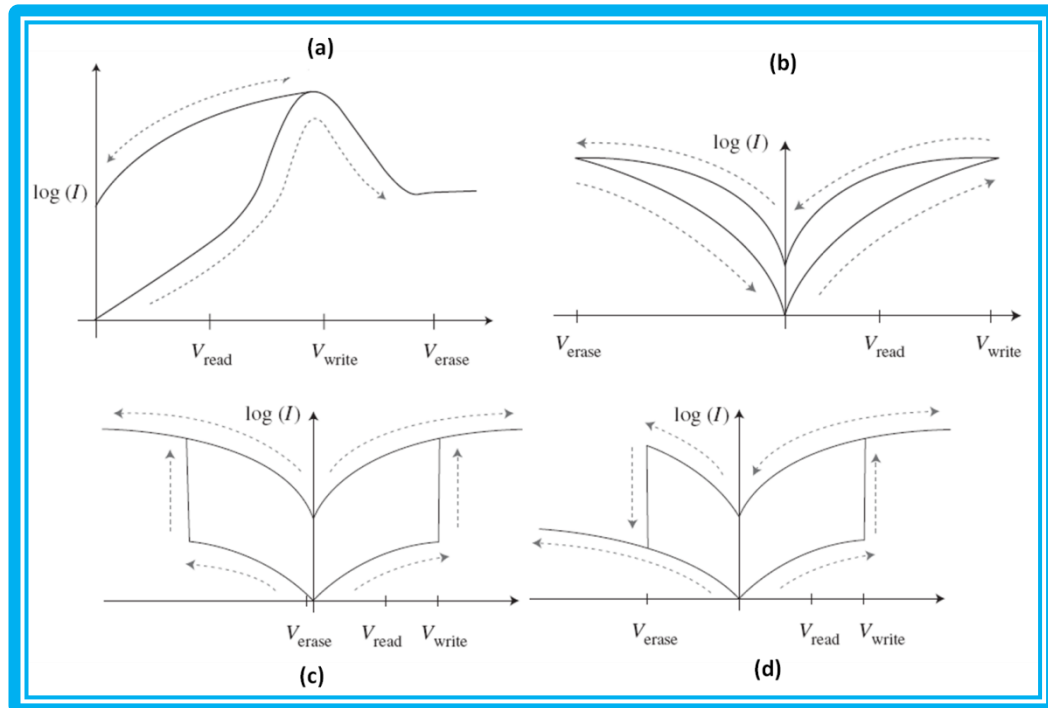 (a)
log (I)
V_read V_write V_erase
(b)
log (I)
V_erase V_read V_write
log (I)
V_erase V_read V_write
(c)
log (I)
V_erase V_read V_write
(d)